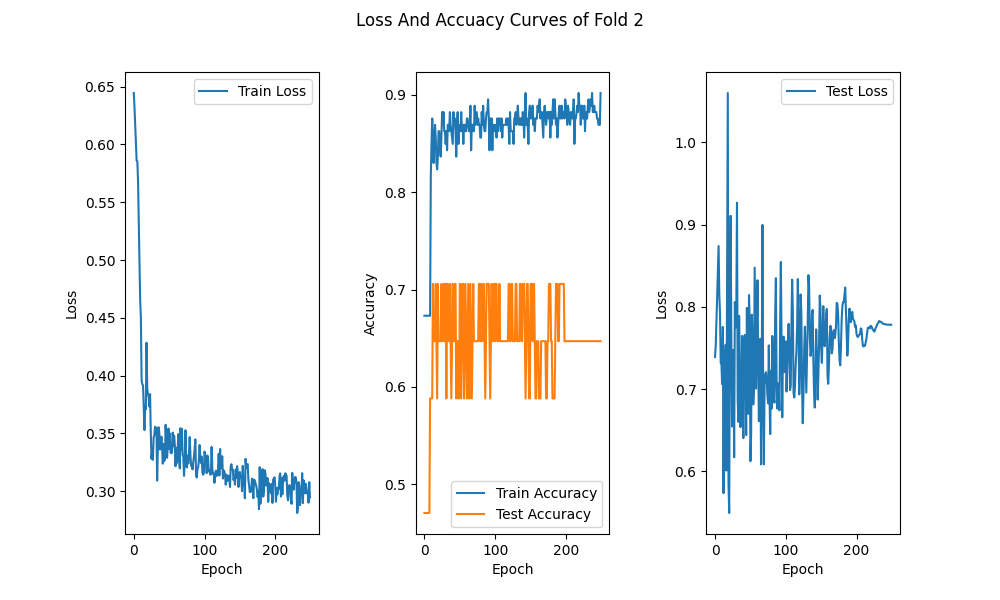 Loss And Accuacy Curves of Fold 2
Train Loss
0.65
0.60
0.55
0.50
0.45
0.40
0.35
0.30
Loss
0
100
200
Epoch
0.9
0.8
0.7
0.6
0.5
Accuracy
Train Accuracy
Test Accuracy
0
100
200
Epoch
Test Loss
1.0
0.9
0.8
0.7
0.6
Loss
0
100
200
Epoch